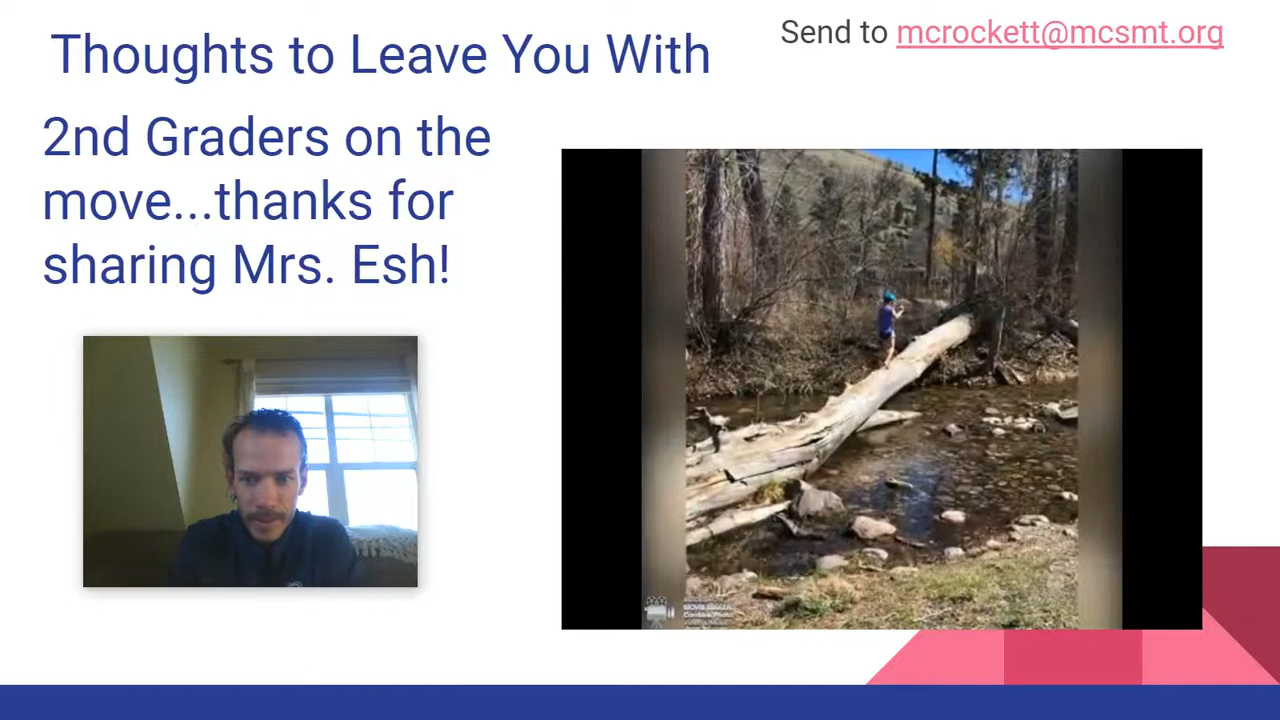 Thoughts to Leave You With
Send to mcrockett@mcsmt.org
2nd Graders on the
move...thanks for
sharing Mrs. Esh!